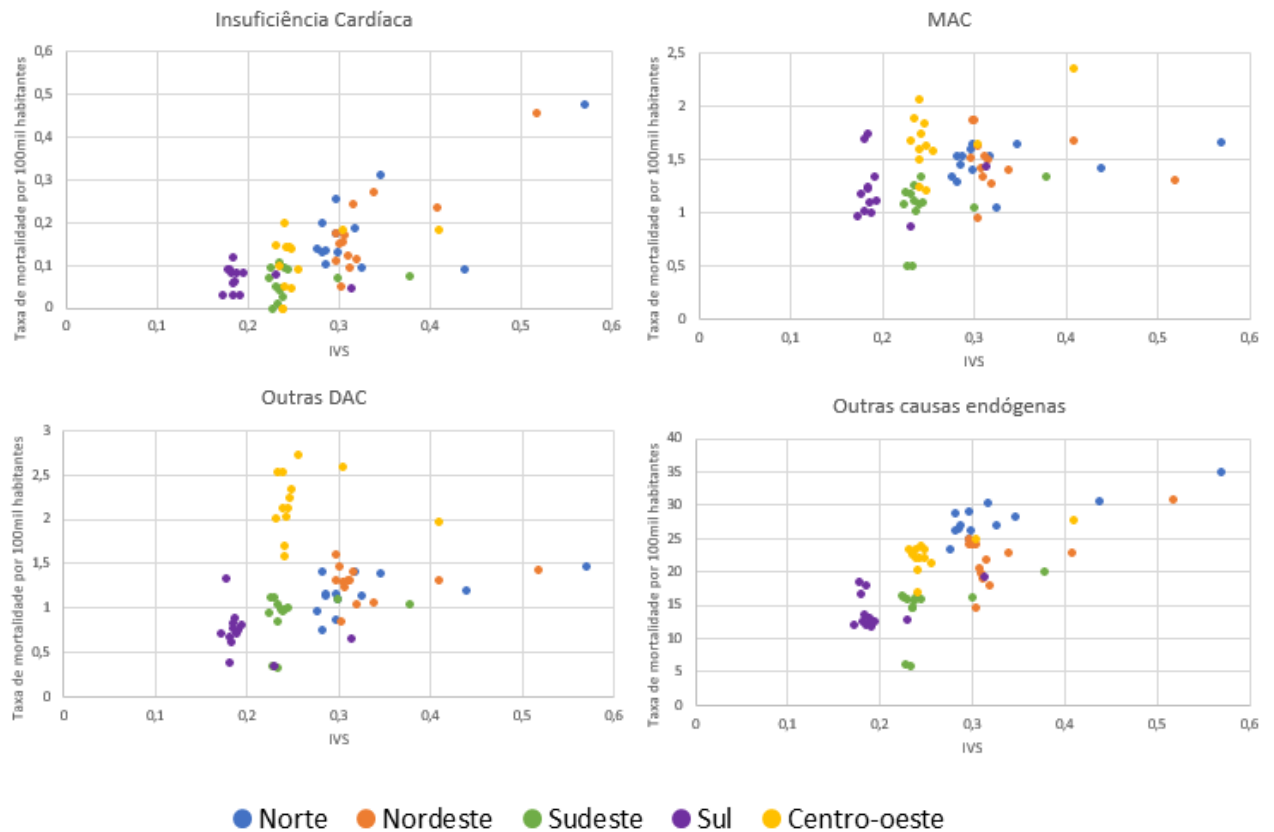 Insuficiência Cardíaca
Taxa de mortalidade por 100mil habitantes
0,6
0,5
0,4
0,3
0,2
0,1
0
0 0,1 0,2 0,3 0,4 0,5 0,6
IVS
MAC
Taxa de mortalidade por 100mil habitantes
2,5
2
1,5
1
0,5
0
0 0,1 0,2 0,3 0,4 0,5 0,6
IVS
Outras DAC
Taxa de mortalidade por 100mil habitantes
3
2,5
2
1,5
1
0,5
0
0 0,1 0,2 0,3 0,4 0,5 0,6
IVS
Outras causas endógenas
Taxa de mortalidade por 100mil habitantes
40
35
30
25
20
15
10
5
0
0 0,1 0,2 0,3 0,4 0,5 0,6
IVS
Norte Nordeste Sudeste Sul Centro-oeste